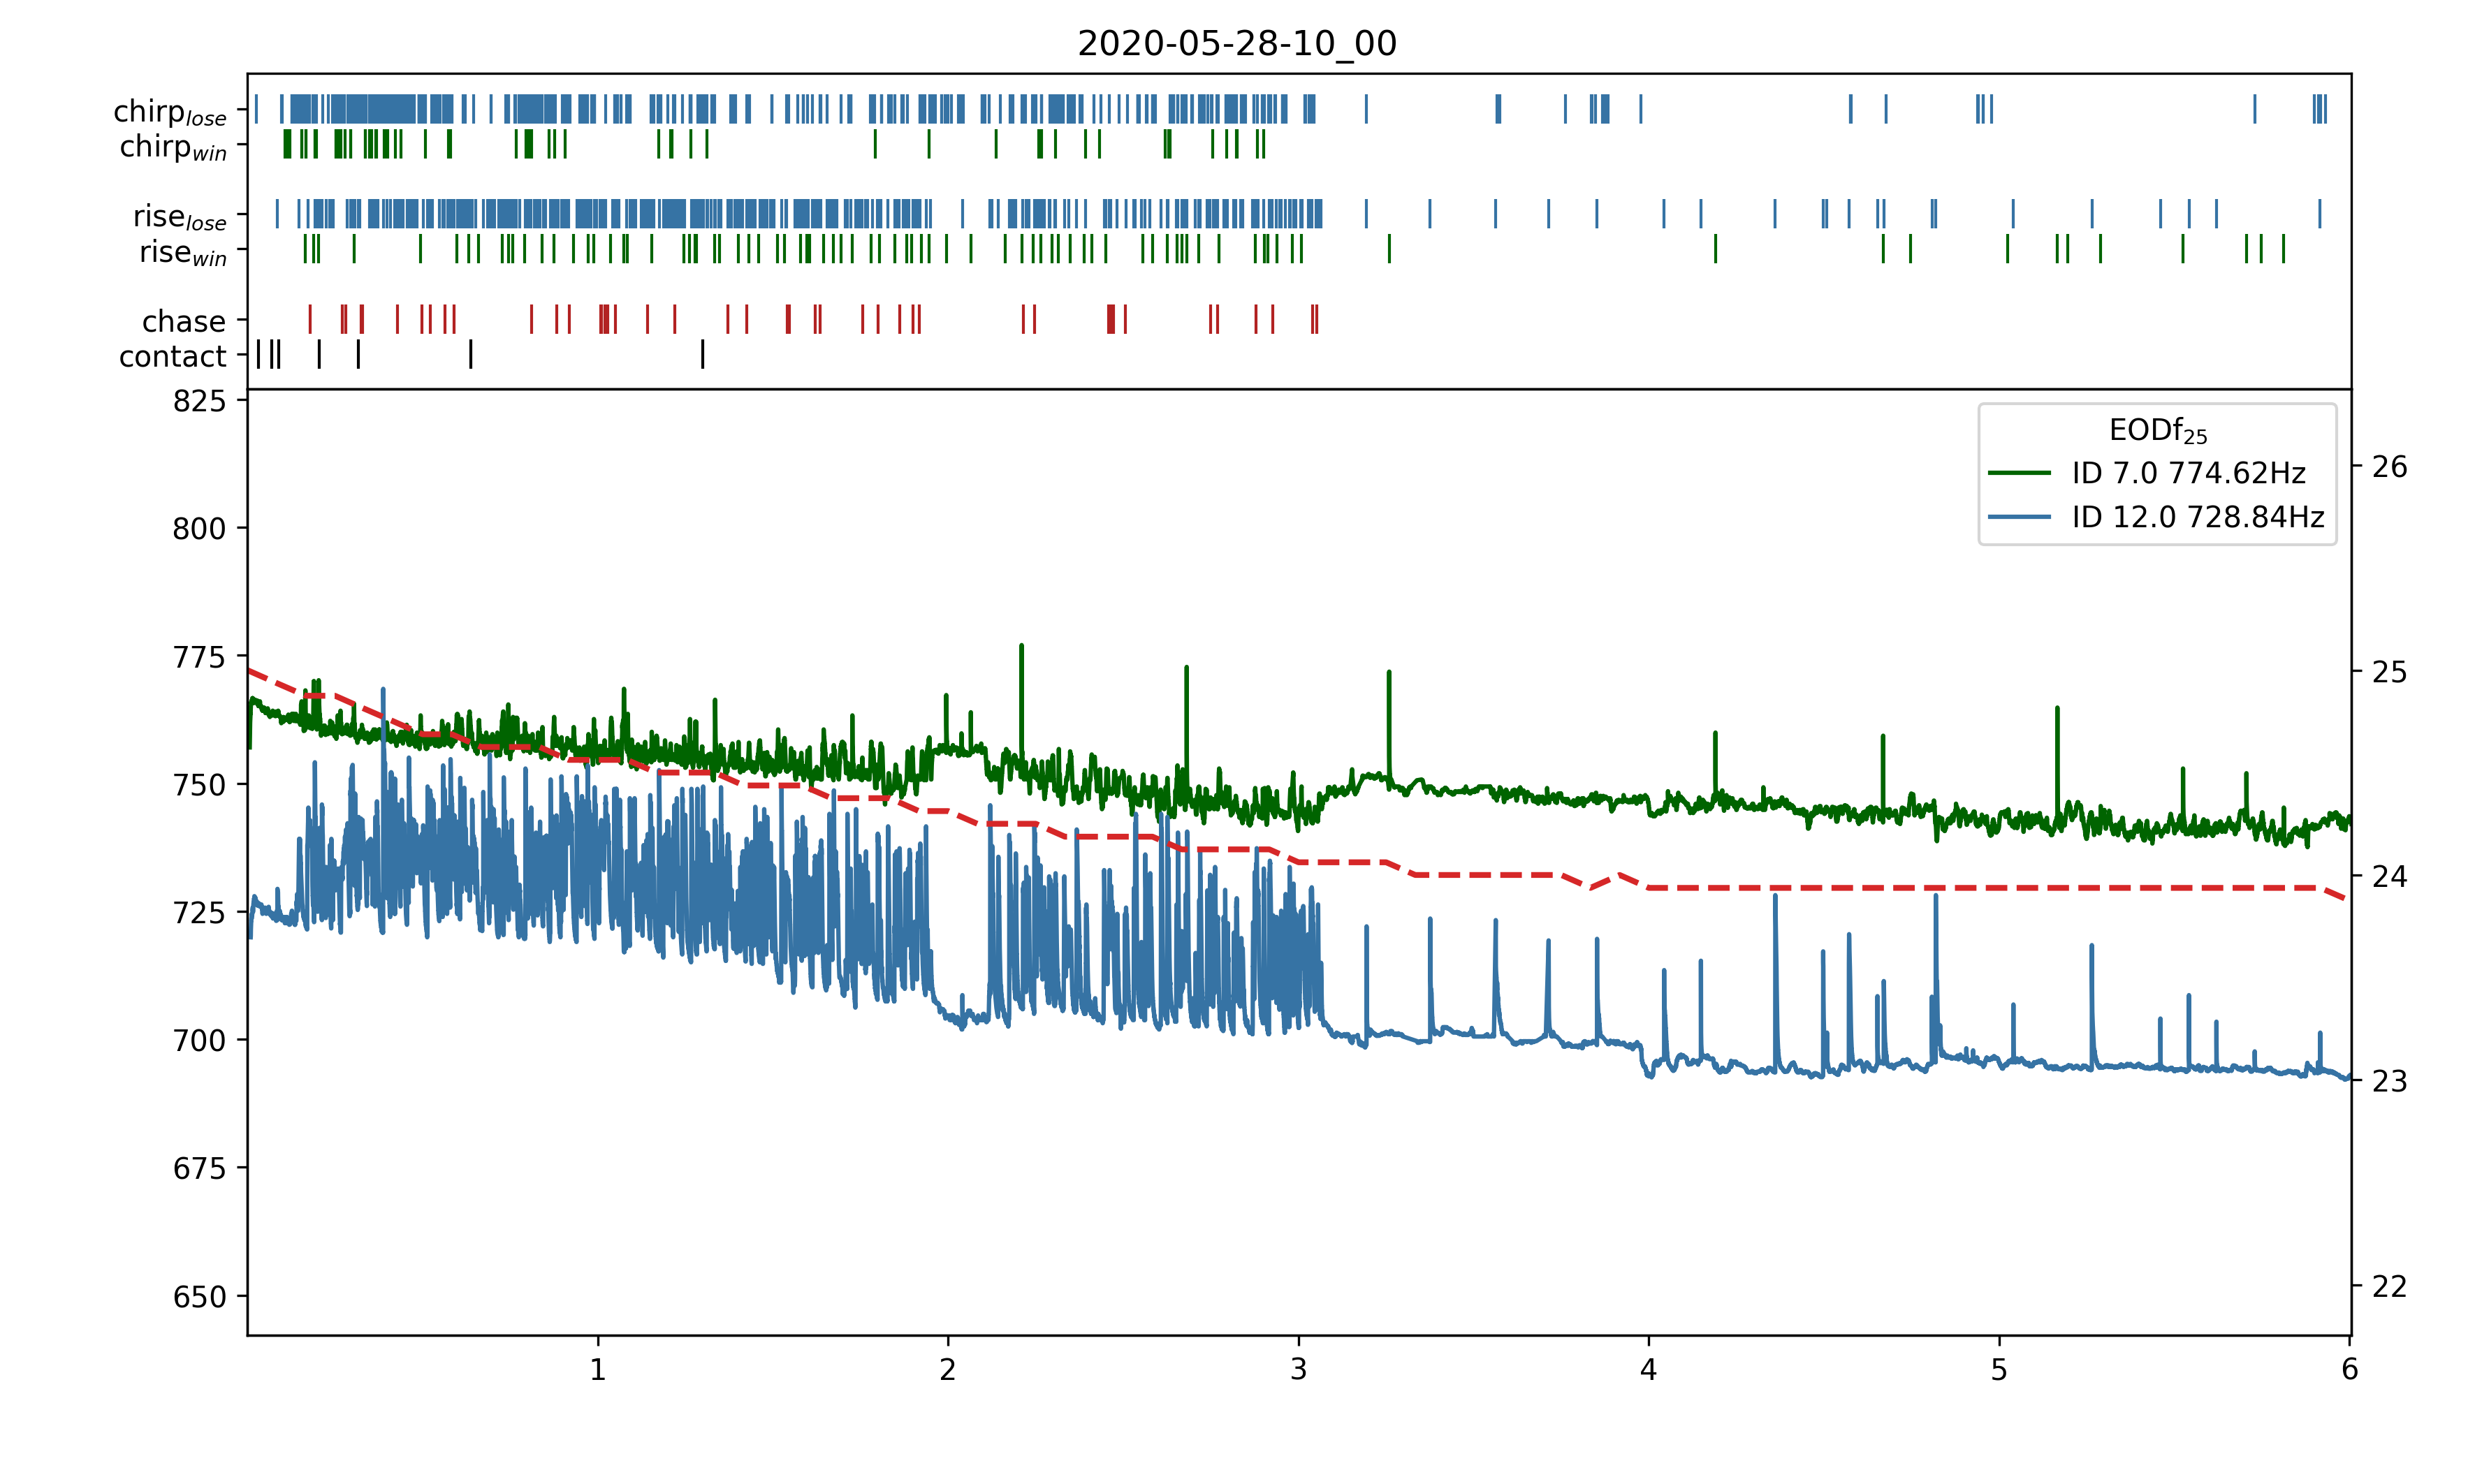 2020-05-28-10_00
chirp_lose
chirp_win
rise_lose
rise_win
chase
contact
825
800
775
750
725
700
675
650
26
25
24
23
22
EODf_25
ID 7.0 774.62Hz
ID 12.0 728.84Hz
1 2 3 4 5 6